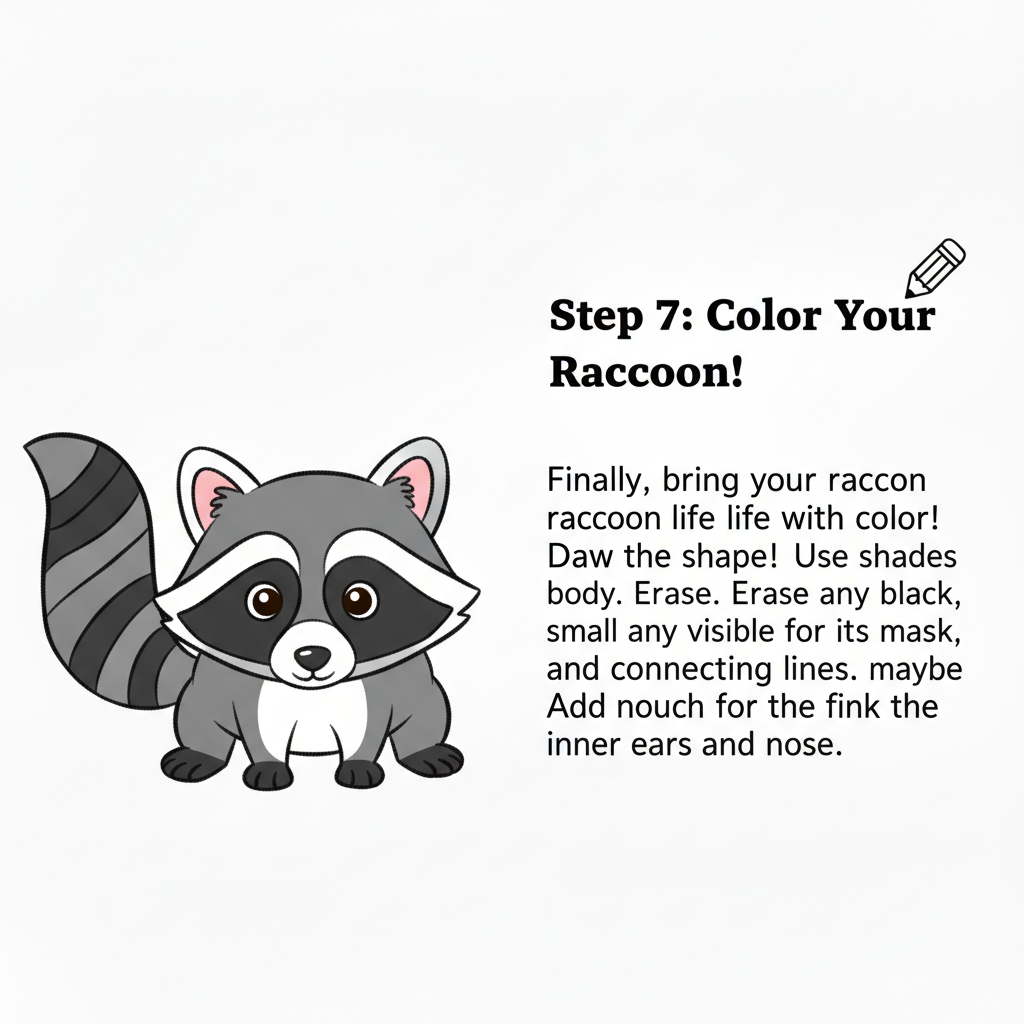 Step 7: Color Your
Raccoon!
Finally, bring your raccon
raccoon life life with color!
Daw the shape! Use shades
body. Erase. Erase any black,
small any visible for its mask,
and connecting lines. maybe
Add nouch for the fink the
inner ears and nose.